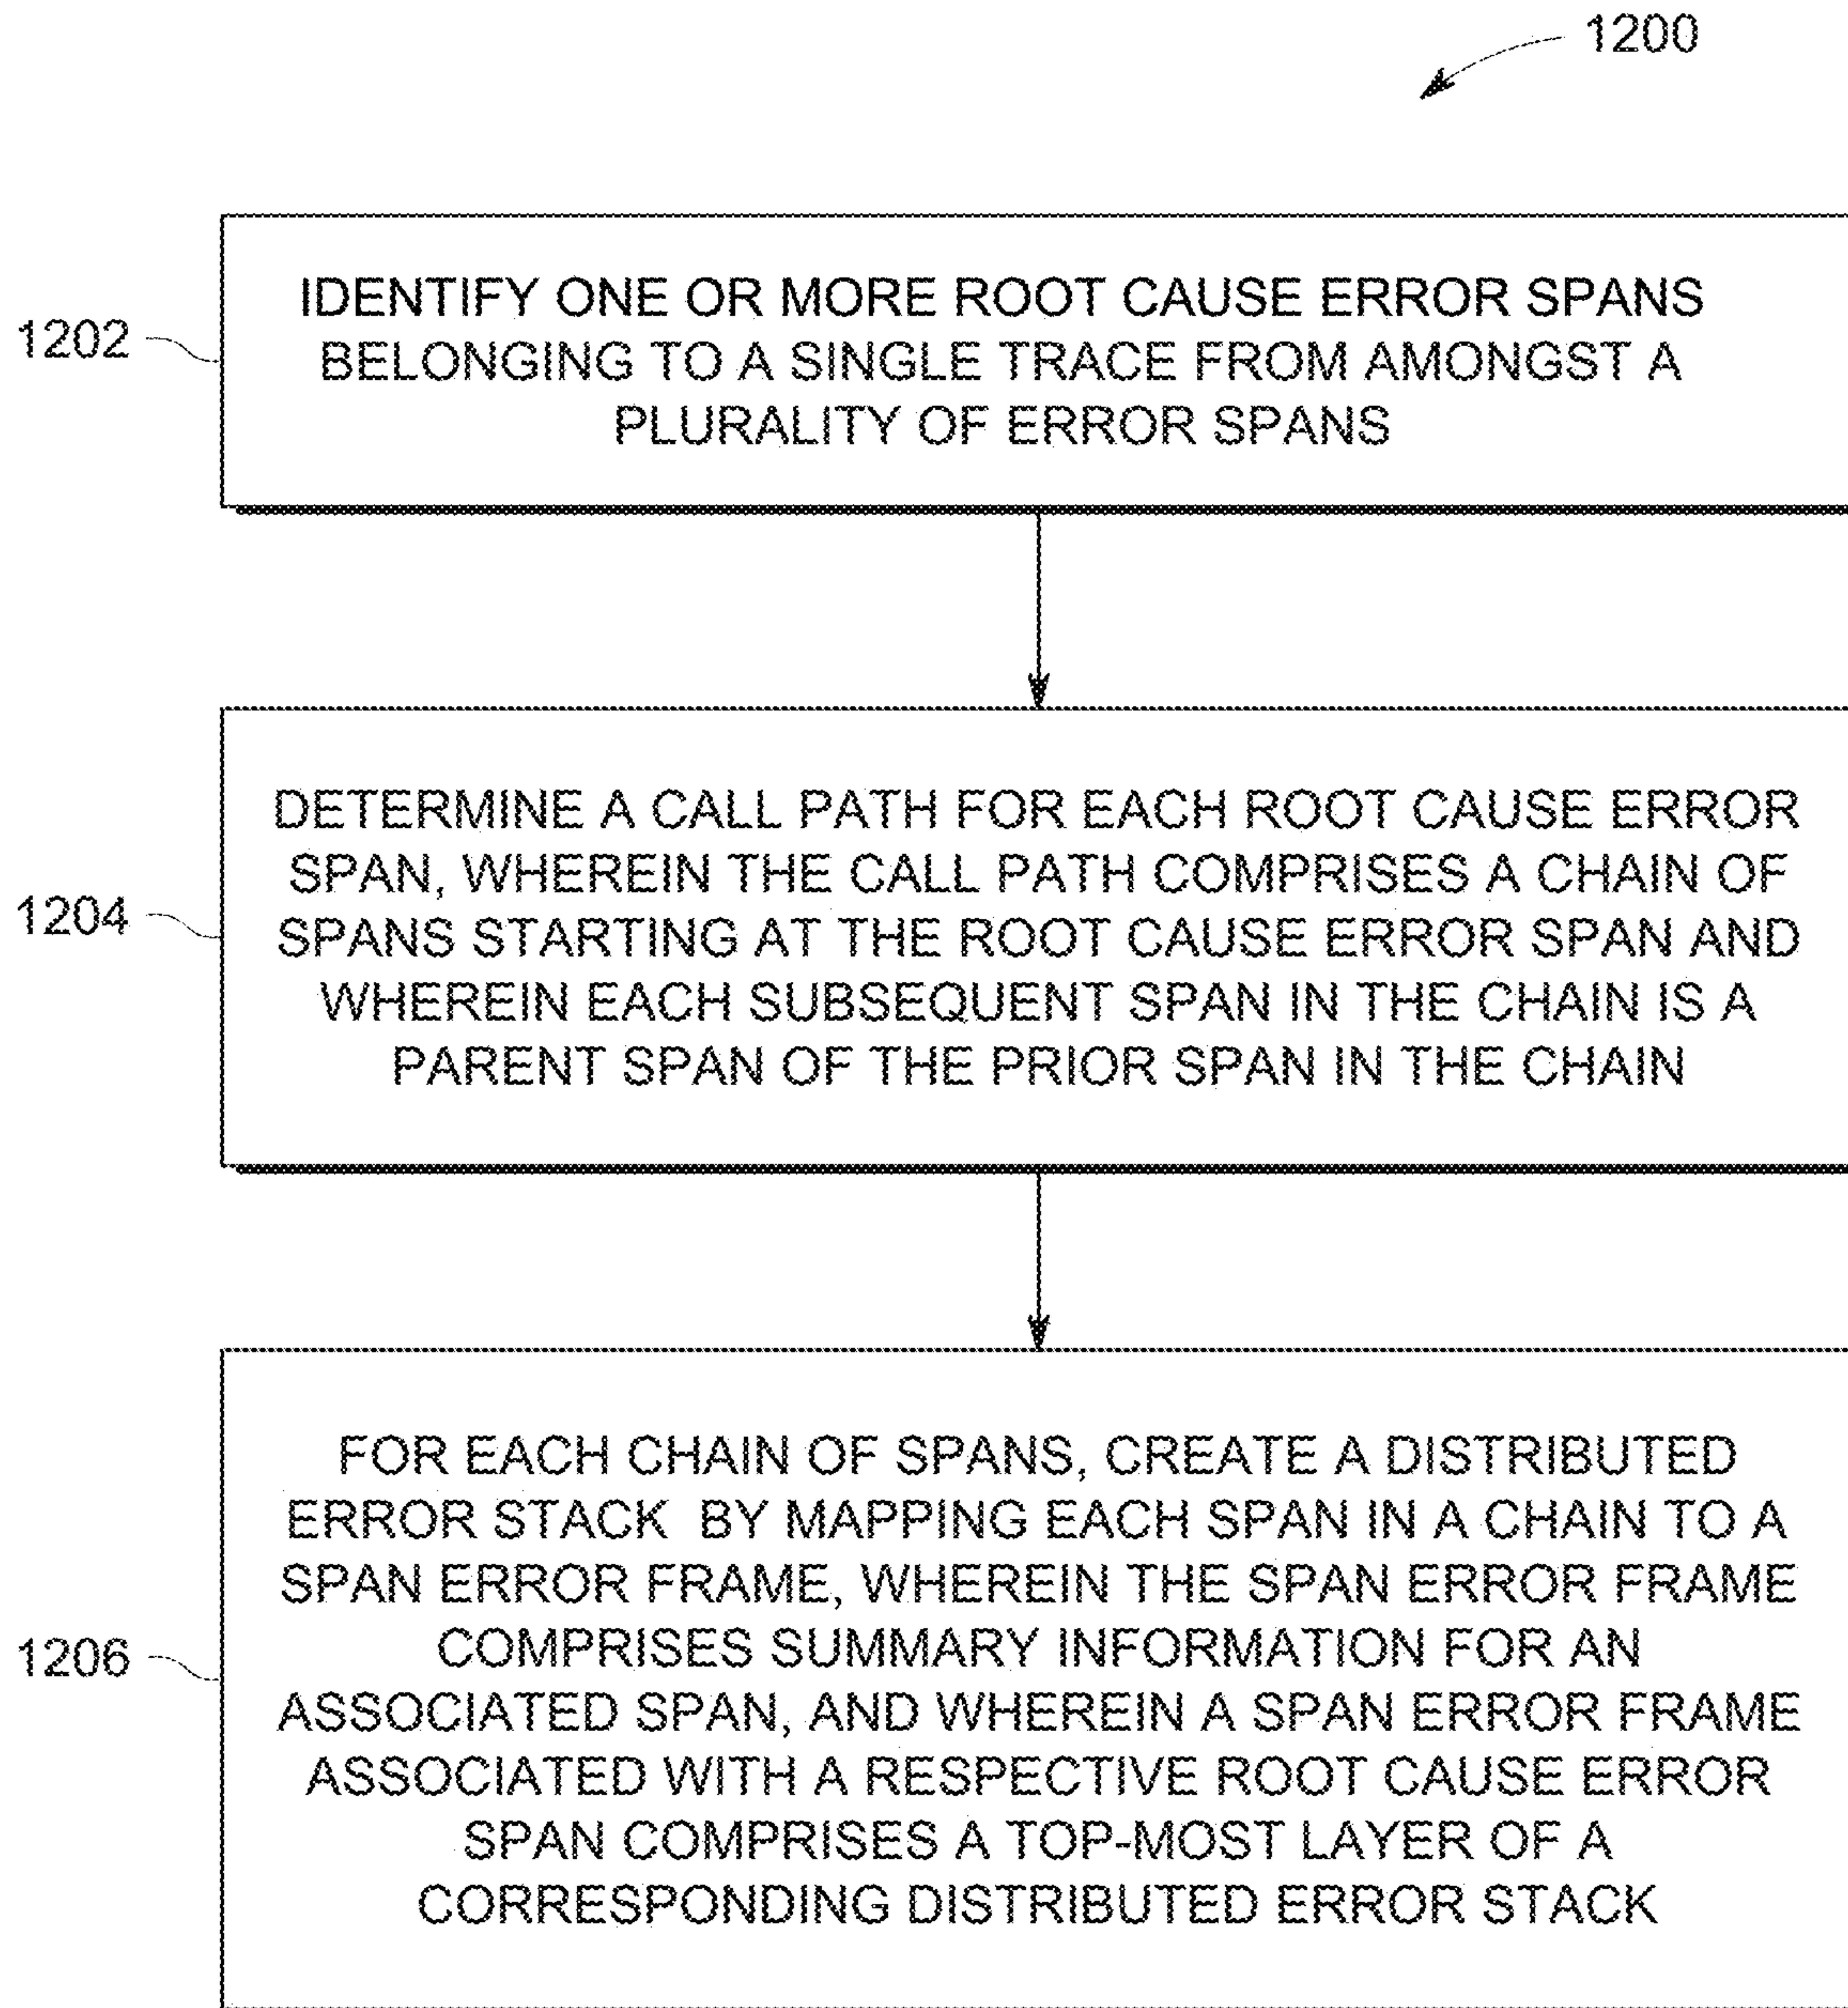 1200
1202
IDENTIFY ONE OR MORE ROOT CAUSE ERROR SPANS
BELONGING TO A SINGLE TRACE FROM AMONGST A
PLURALITY OF ERROR SPANS
1204
DETERMINE A CALL PATH FOR EACH ROOT CAUSE ERROR
SPAN, WHEREIN THE CALL PATH COMPRISES A CHAIN OF
SPANS STARTING AT THE ROOT CAUSE ERROR SPAN AND
WHEREIN EACH SUBSEQUENT SPAN IN THE CHAIN IS A
PARENT SPAN OF THE PRIOR SPAN IN THE CHAIN
1206
FOR EACH CHAIN OF SPANS, CREATE A DISTRIBUTED
ERROR STACK BY MAPPING EACH SPAN IN A CHAIN TO A
SPAN ERROR FRAME, WHEREIN THE SPAN ERROR FRAME
COMPRISES SUMMARY INFORMATION FOR AN
ASSOCIATED SPAN, AND WHEREIN A SPAN ERROR FRAME
ASSOCIATED WITH A RESPECTIVE ROOT CAUSE ERROR
SPAN COMPRISES A TOP-MOST LAYER OF A
CORRESPONDING DISTRIBUTED ERROR STACK